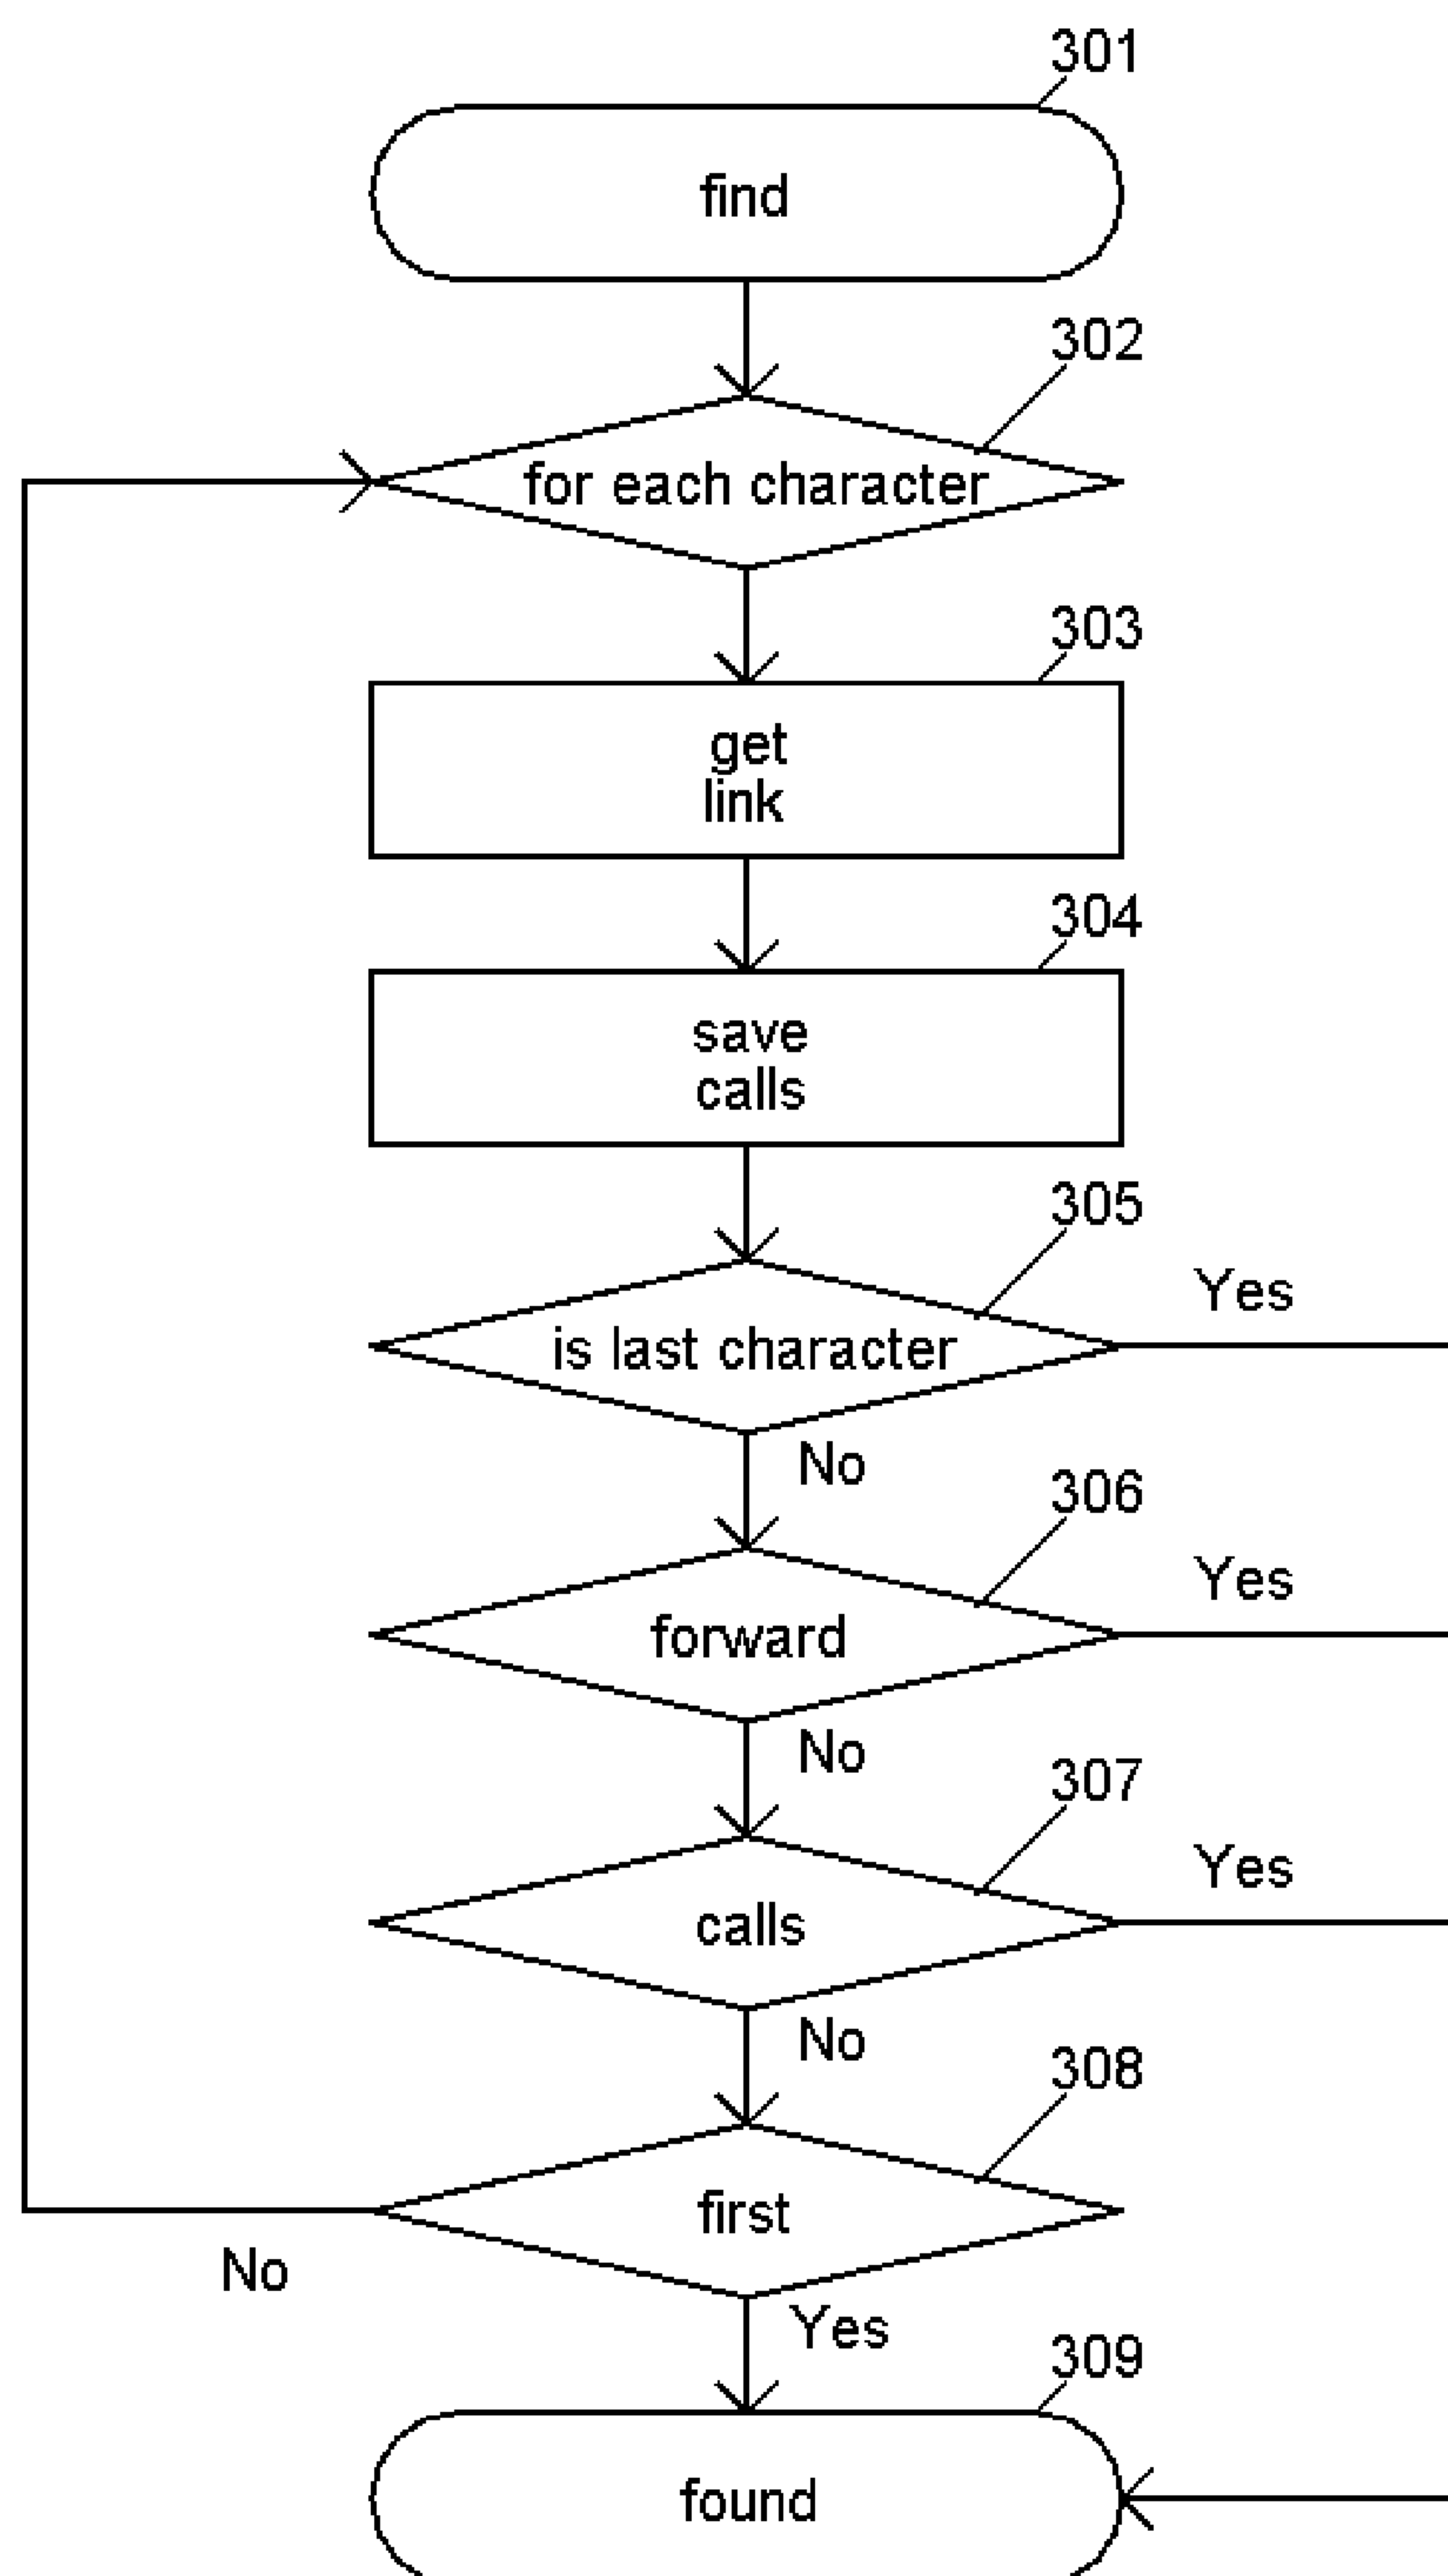 301
find
302
for each character
303
get
link
304
save
calls
305
Yes
is last character
No
306
Yes
forward
No
307
Yes
calls
No
308
first
No
Yes
309
found